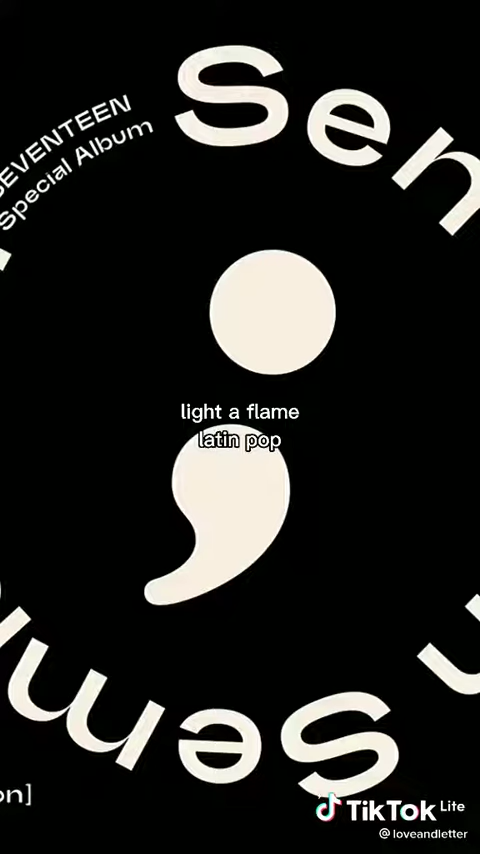 SEVENTEEN
Special Album
Sem
light a flame
latin pop
Sem
on]
TikTok Lite
@loveandletter